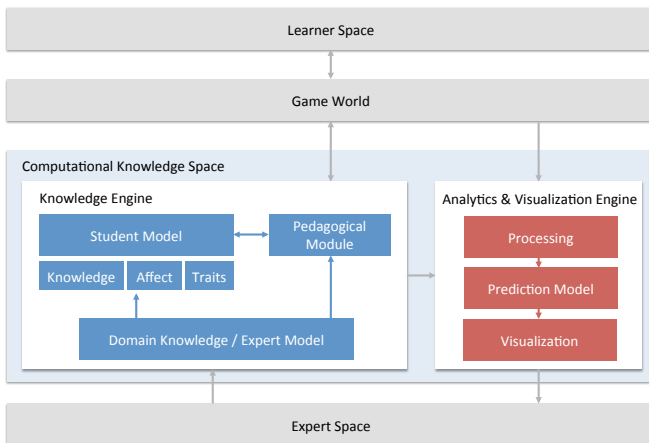 Learner Space
Game World
Computational Knowledge Space
Knowledge Engine
Student Model
Pedagogical
Module
Knowledge
Affect
Traits
Domain Knowledge / Expert Model
Analytics & Visualization Engine
Processing
Prediction Model
Visualization
Expert Space